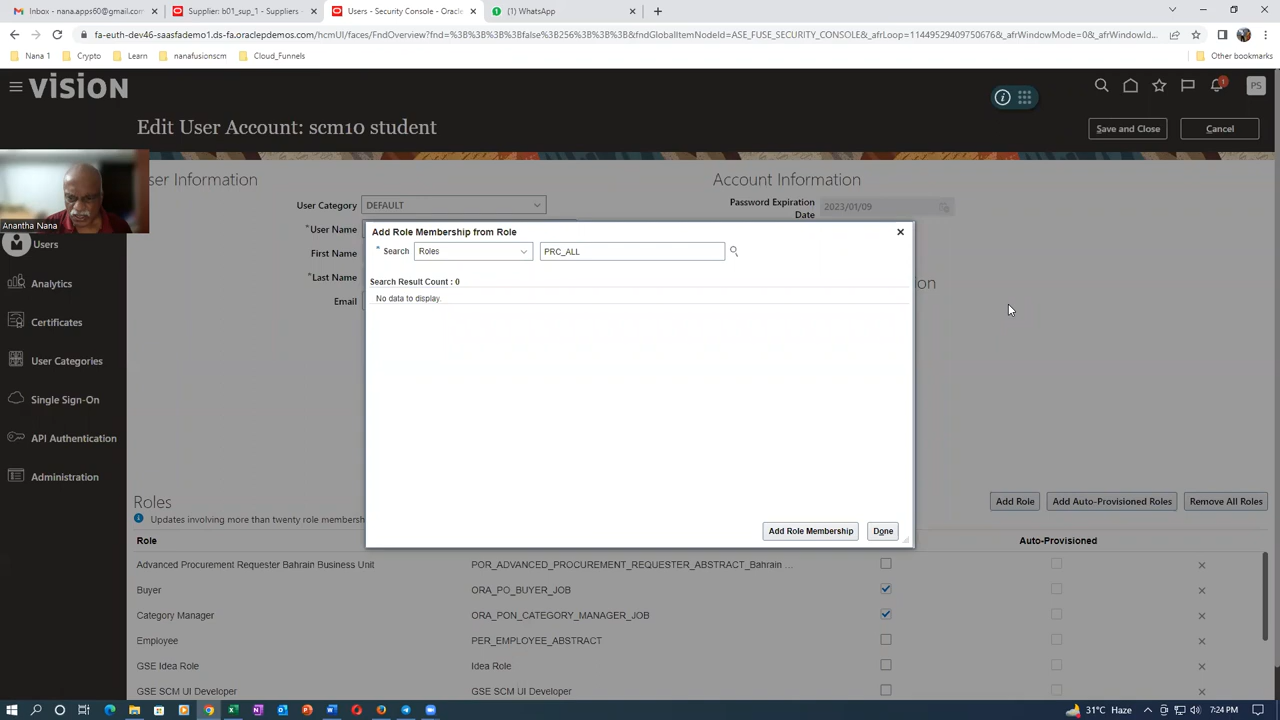 Inbox - nana.apps60@gmail.com
Supplier: b01_sup_1 - Suppliers
Users - Security Console - Oracle
(1) WhatsApp
fa-euth-dev46-saasfademo1.ds-fa.oraclepdemos.com/hcmUI/faces/FndOverview?fnd=%3B%3B%3B%3Bfalse%3B256%3B%3B%3B&fndGlobalItemNodeId=ASE_FUSE_SECURITY_CONSOLE&_afrLoop=11449529409750676&_afrWindowMode=0&_afrWindowId...
Nana 1
Crypto
Learn
nanafusionscm
Cloud_Funnels
Other bookmarks
VISION
1
PS
Edit User Account: scm10 student
Save and Close
Cancel
ser Information
Account Information
User Category
DEFAULT
Password Expiration
Date
2023/01/09
Anantha Nana
*User Name
Add Role Membership from Role
Users
* Search
Roles
PRC_ALL
First Name
*Last Name
Email
Analytics
Certificates
User Categories
Single Sign-On
API Authentication
Administration
Search Result Count : 0
No data to display.
ion
Add Role Membership
Done
Roles
Add Role
Add Auto-Provisioned Roles
Remove All Roles
Updates involving more than twenty role membersh
Role
Auto-Provisioned
Advanced Procurement Requester Bahrain Business Unit
POR_ADVANCED_PROCUREMENT_REQUESTER_ABSTRACT_Bahrain ...
Buyer
ORA_PO_BUYER_JOB
Category Manager
ORA_PON_CATEGORY_MANAGER_JOB
Employee
PER_EMPLOYEE_ABSTRACT
GSE Idea Role
Idea Role
GSE SCM UI Developer
GSE SCM UI Developer
31°C Haze
7:24 PM